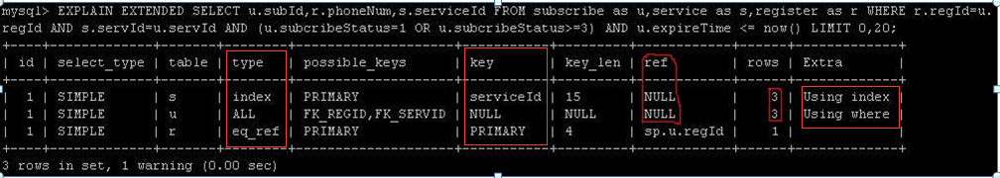 mysql> EXPLAIN EXTENDED SELECT u.subId,r.phoneNum,s.serviceId FROM subscribe as u,service as s,register as r WHERE r.regId=u.
regId AND s.servId=u.servId AND (u.subcribeStatus=1 OR u.subcribeStatus>=3) AND u.expireTime <= now() LIMIT 0,20;
| id | select_type | table | type | possible_keys | key | key_len | ref | rows | Extra |
| 1 | SIMPLE | s | index | PRIMARY | serviceId | 15 | NULL | 3 | Using index |
| 1 | SIMPLE | u | ALL | FK_REGID,FK_SERVID | NULL | NULL | NULL | 3 | Using where |
| 1 | SIMPLE | r | eq_ref | PRIMARY | PRIMARY | 4 | sp.u.regId | 1 | |
3 rows in set, 1 warning (0.00 sec)